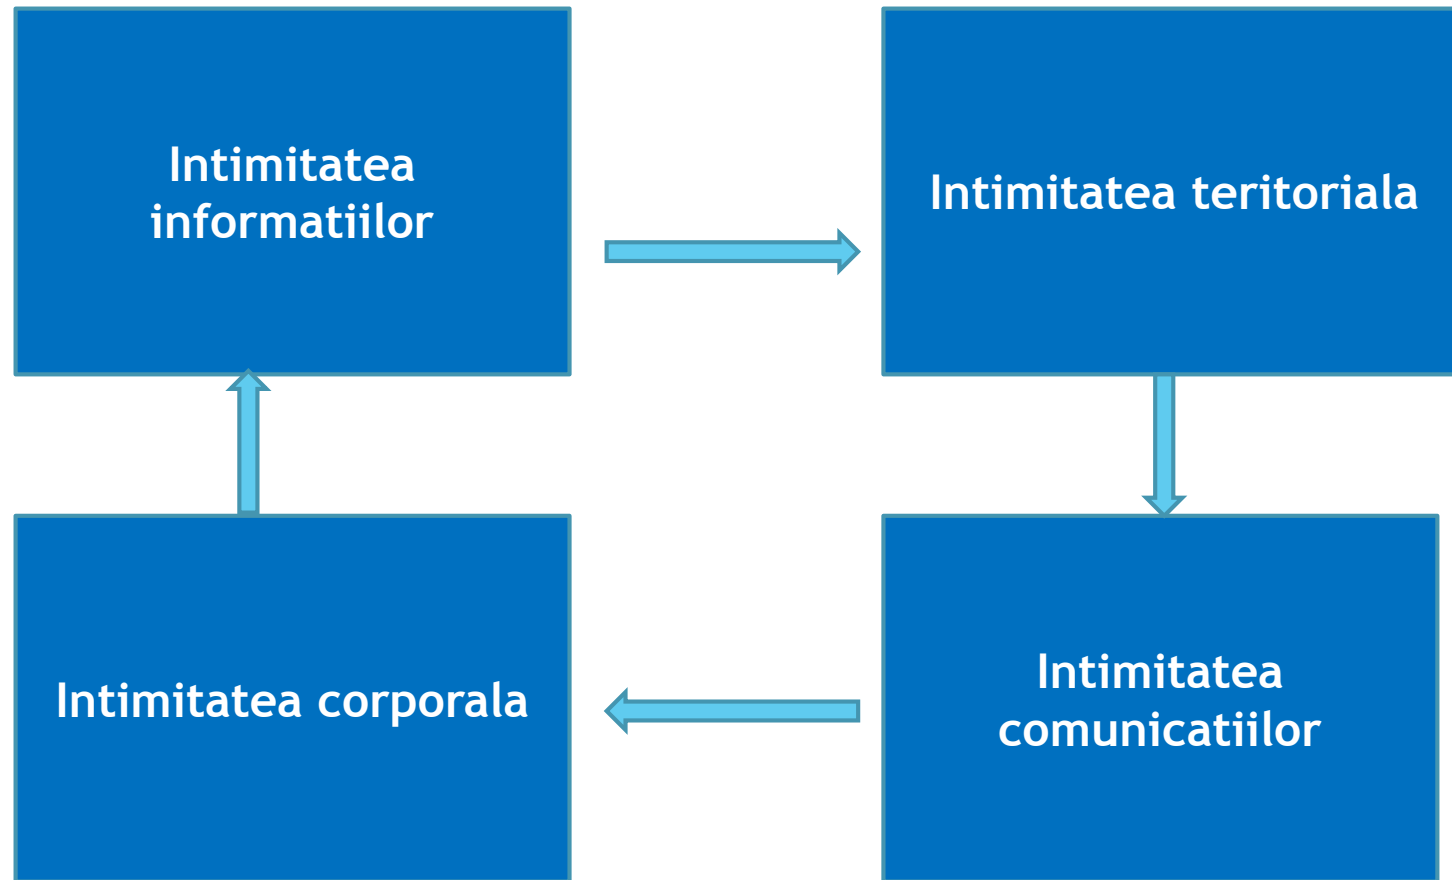 Intimitatea
informatiilor
Intimitatea teritoriala
Intimitatea corporala
Intimitatea
comunicatiilor